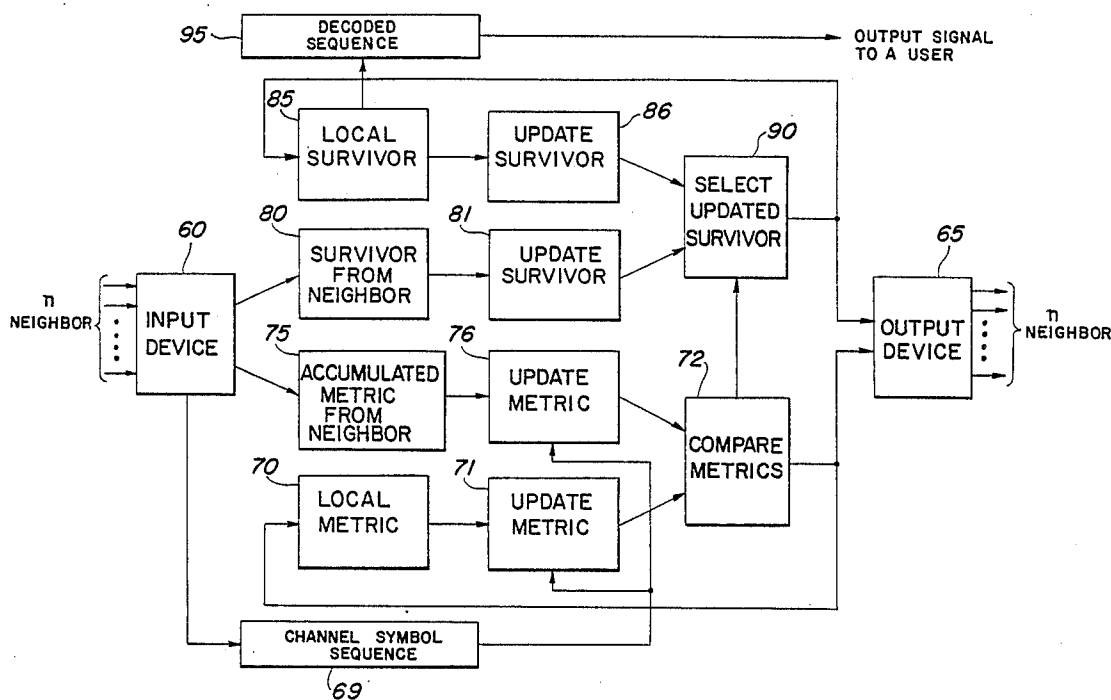 95
DECODED
SEQUENCE
OUTPUT SIGNAL
TO A USER
85
LOCAL
SURVIVOR
86
UPDATE
SURVIVOR
90
SELECT
UPDATED
SURVIVOR
60
n
NEIGHBOR
INPUT
DEVICE
80
SURVIVOR
FROM
NEIGHBOR
81
UPDATE
SURVIVOR
65
OUTPUT
DEVICE
n
NEIGHBOR
75
ACCUMULATED
METRIC
FROM
NEIGHBOR
76
UPDATE
METRIC
72
COMPARE
METRICS
70
LOCAL
METRIC
71
UPDATE
METRIC
CHANNEL SYMBOL
SEQUENCE
69